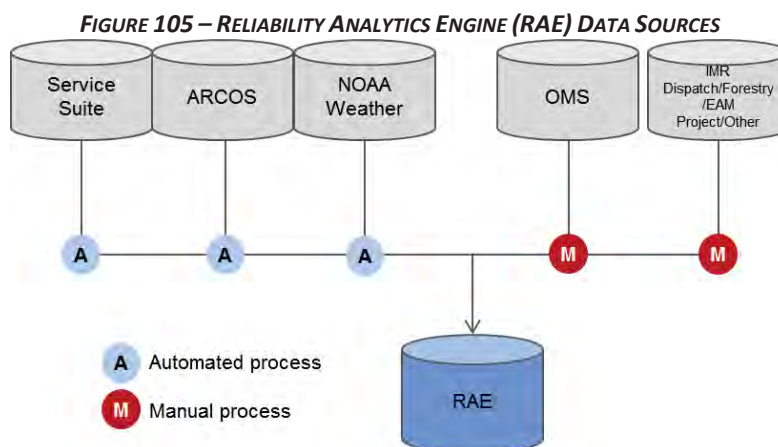 FIGURE 105 – RELIABILITY ANALYTICS ENGINE (RAE) DATA SOURCES
Service
Suite
ARCOS
NOAA
Weather
OMS
IMR
Dispatch/Forestry
/EAM
Project/Other
A
A
A
M
M
A Automated process
M Manual process
RAE